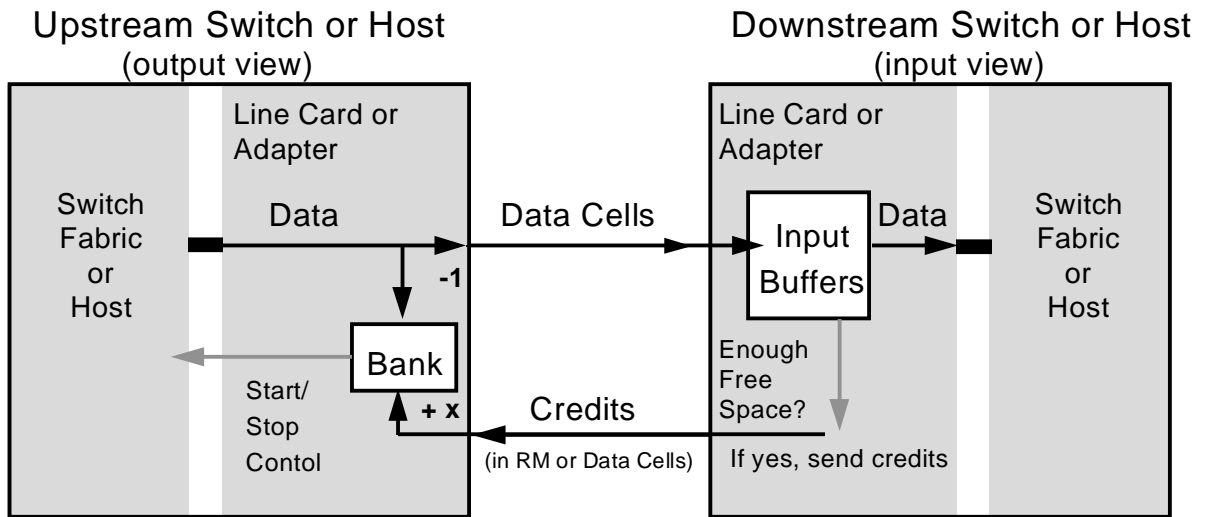 Upstream Switch or Host
(output view)
Downstream Switch or Host
(input view)
Line Card or
Adapter
Switch
Fabric
or
Host
Data
-1
Bank
+ x
Start/
Stop
Contol
Data Cells
Credits
(in RM or Data Cells)
Line Card or
Adapter
Input
Buffers
Data
Enough
Free
Space?
If yes, send credits
Switch
Fabric
or
Host